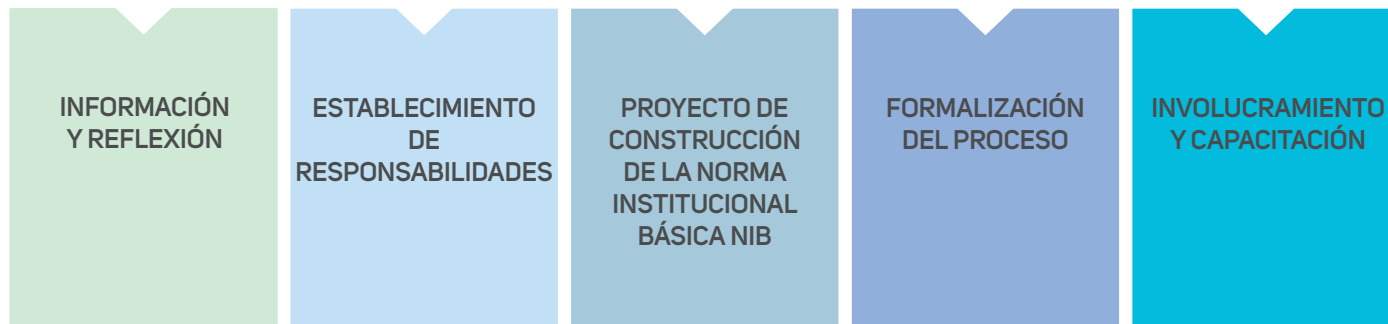 INFORMACIÓN
Y REFLEXIÓN
ESTABLECIMIENTO
DE
RESPONSABILIDADES
PROYECTO DE
CONSTRUCCIÓN
DE LA NORMA
INSTITUCIONAL
BÁSICA NIB
FORMALIZACIÓN
DEL PROCESO
INVOLUCRAMIENTO
Y CAPACITACIÓN